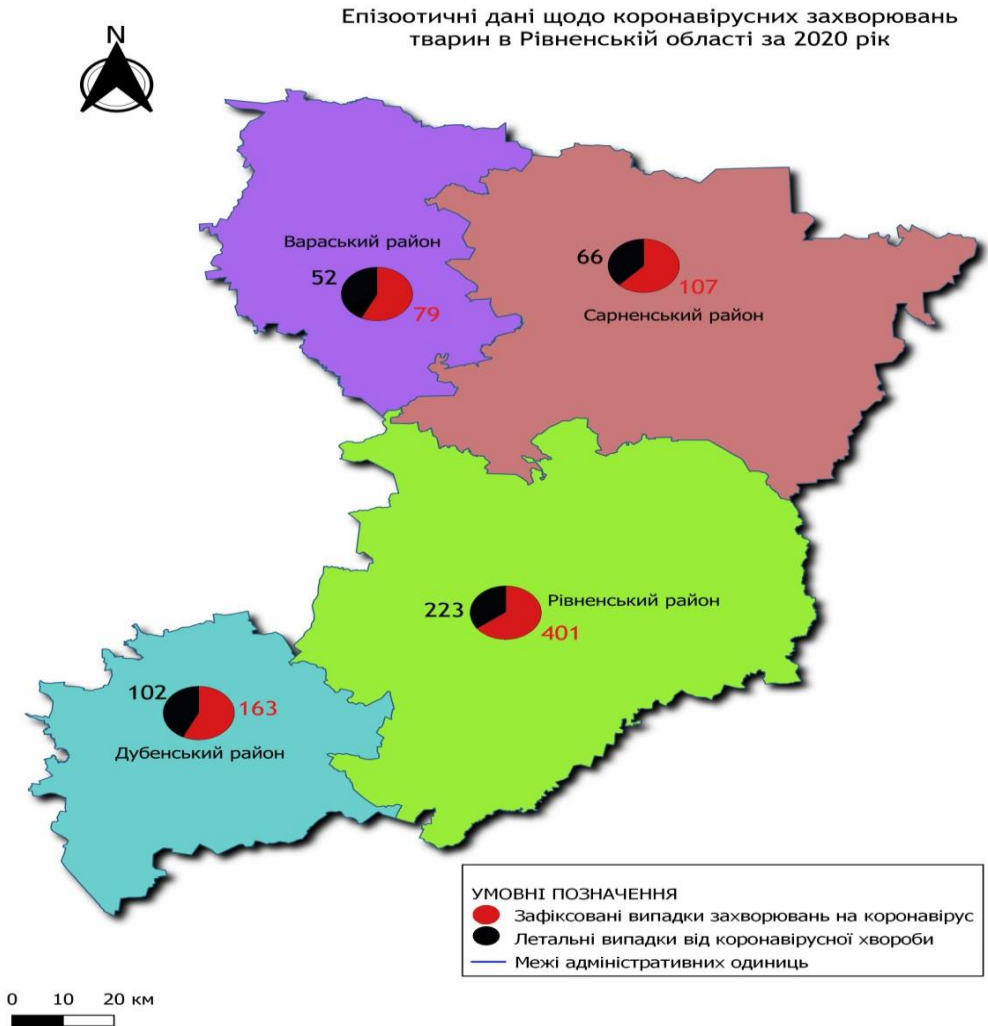 Епізоотичні дані щодо коронавірусних захворювань
тварин в Рівненській області за 2020 рік
N
Вараський район
52
79
66
107
Сарненський район
223
Рівненський район
401
102
163
Дубенський район
УМОВНІ ПОЗНАЧЕННЯ
Зафіксовані випадки захворювань на коронавірус
Летальні випадки від коронавірусної хвороби
Межі адміністративних одиниць
0 10 20 км